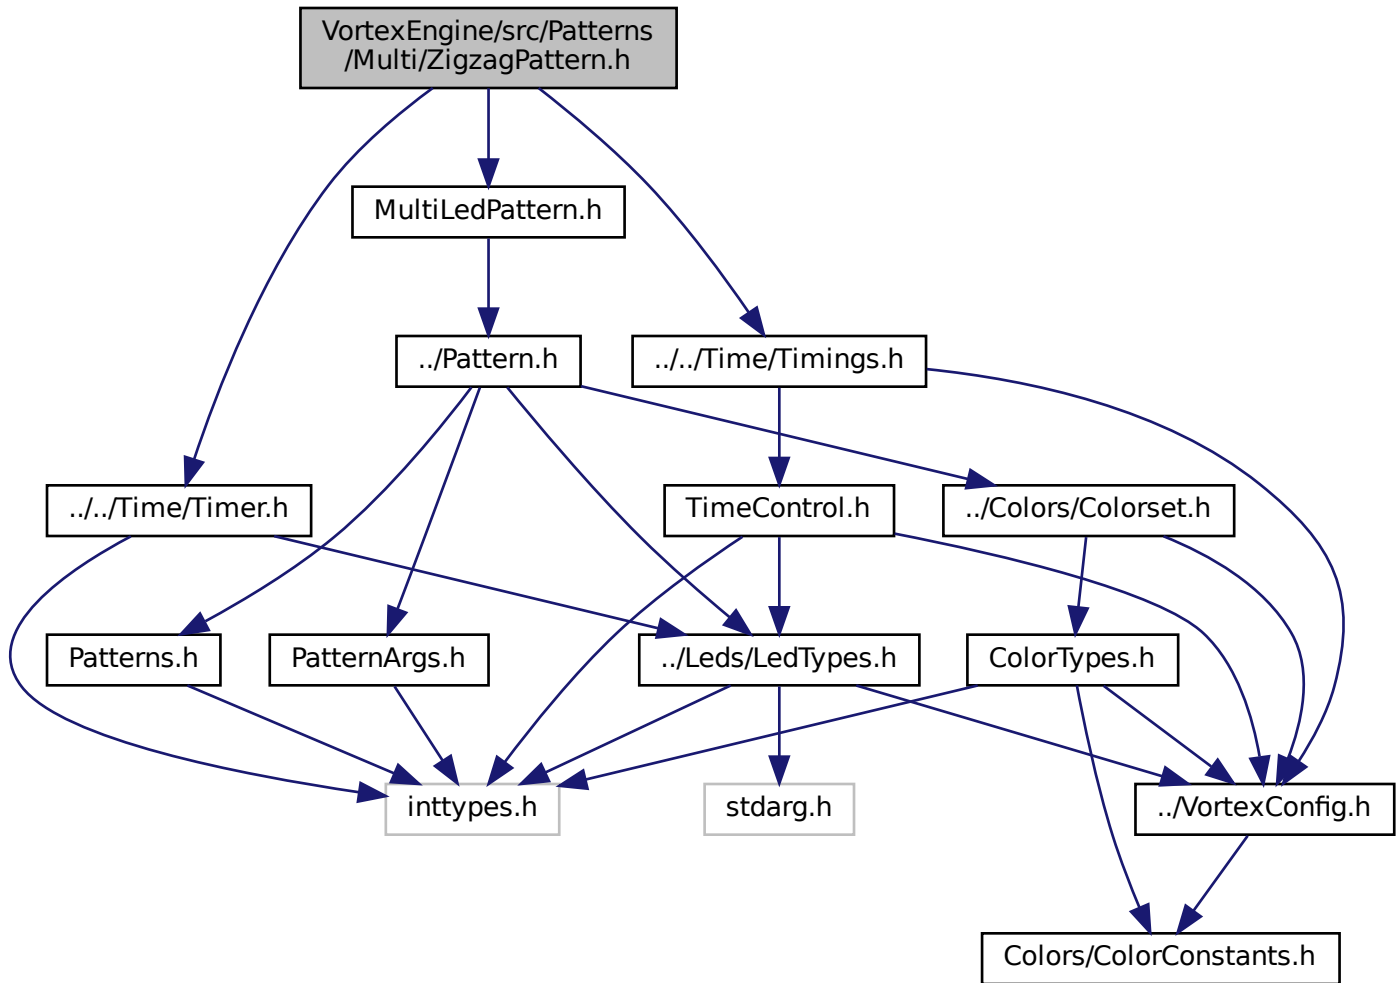 VortexEngine/src/Patterns
/Multi/ZigzagPattern.h
MultiLedPattern.h
../Pattern.h
../../Time/Timings.h
../../Time/Timer.h
TimeControl.h
../Colors/Colorset.h
Patterns.h
PatternArgs.h
../Leds/LedTypes.h
ColorTypes.h
inttypes.h
stdarg.h
../VortexConfig.h
Colors/ColorConstants.h